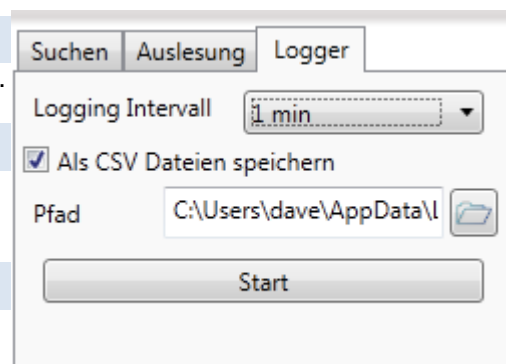 Suchen Auslesung Logger
Logging Intervall 1 min
Als CSV Dateien speichern
Pfad C:\Users\dave\AppData\l
Start